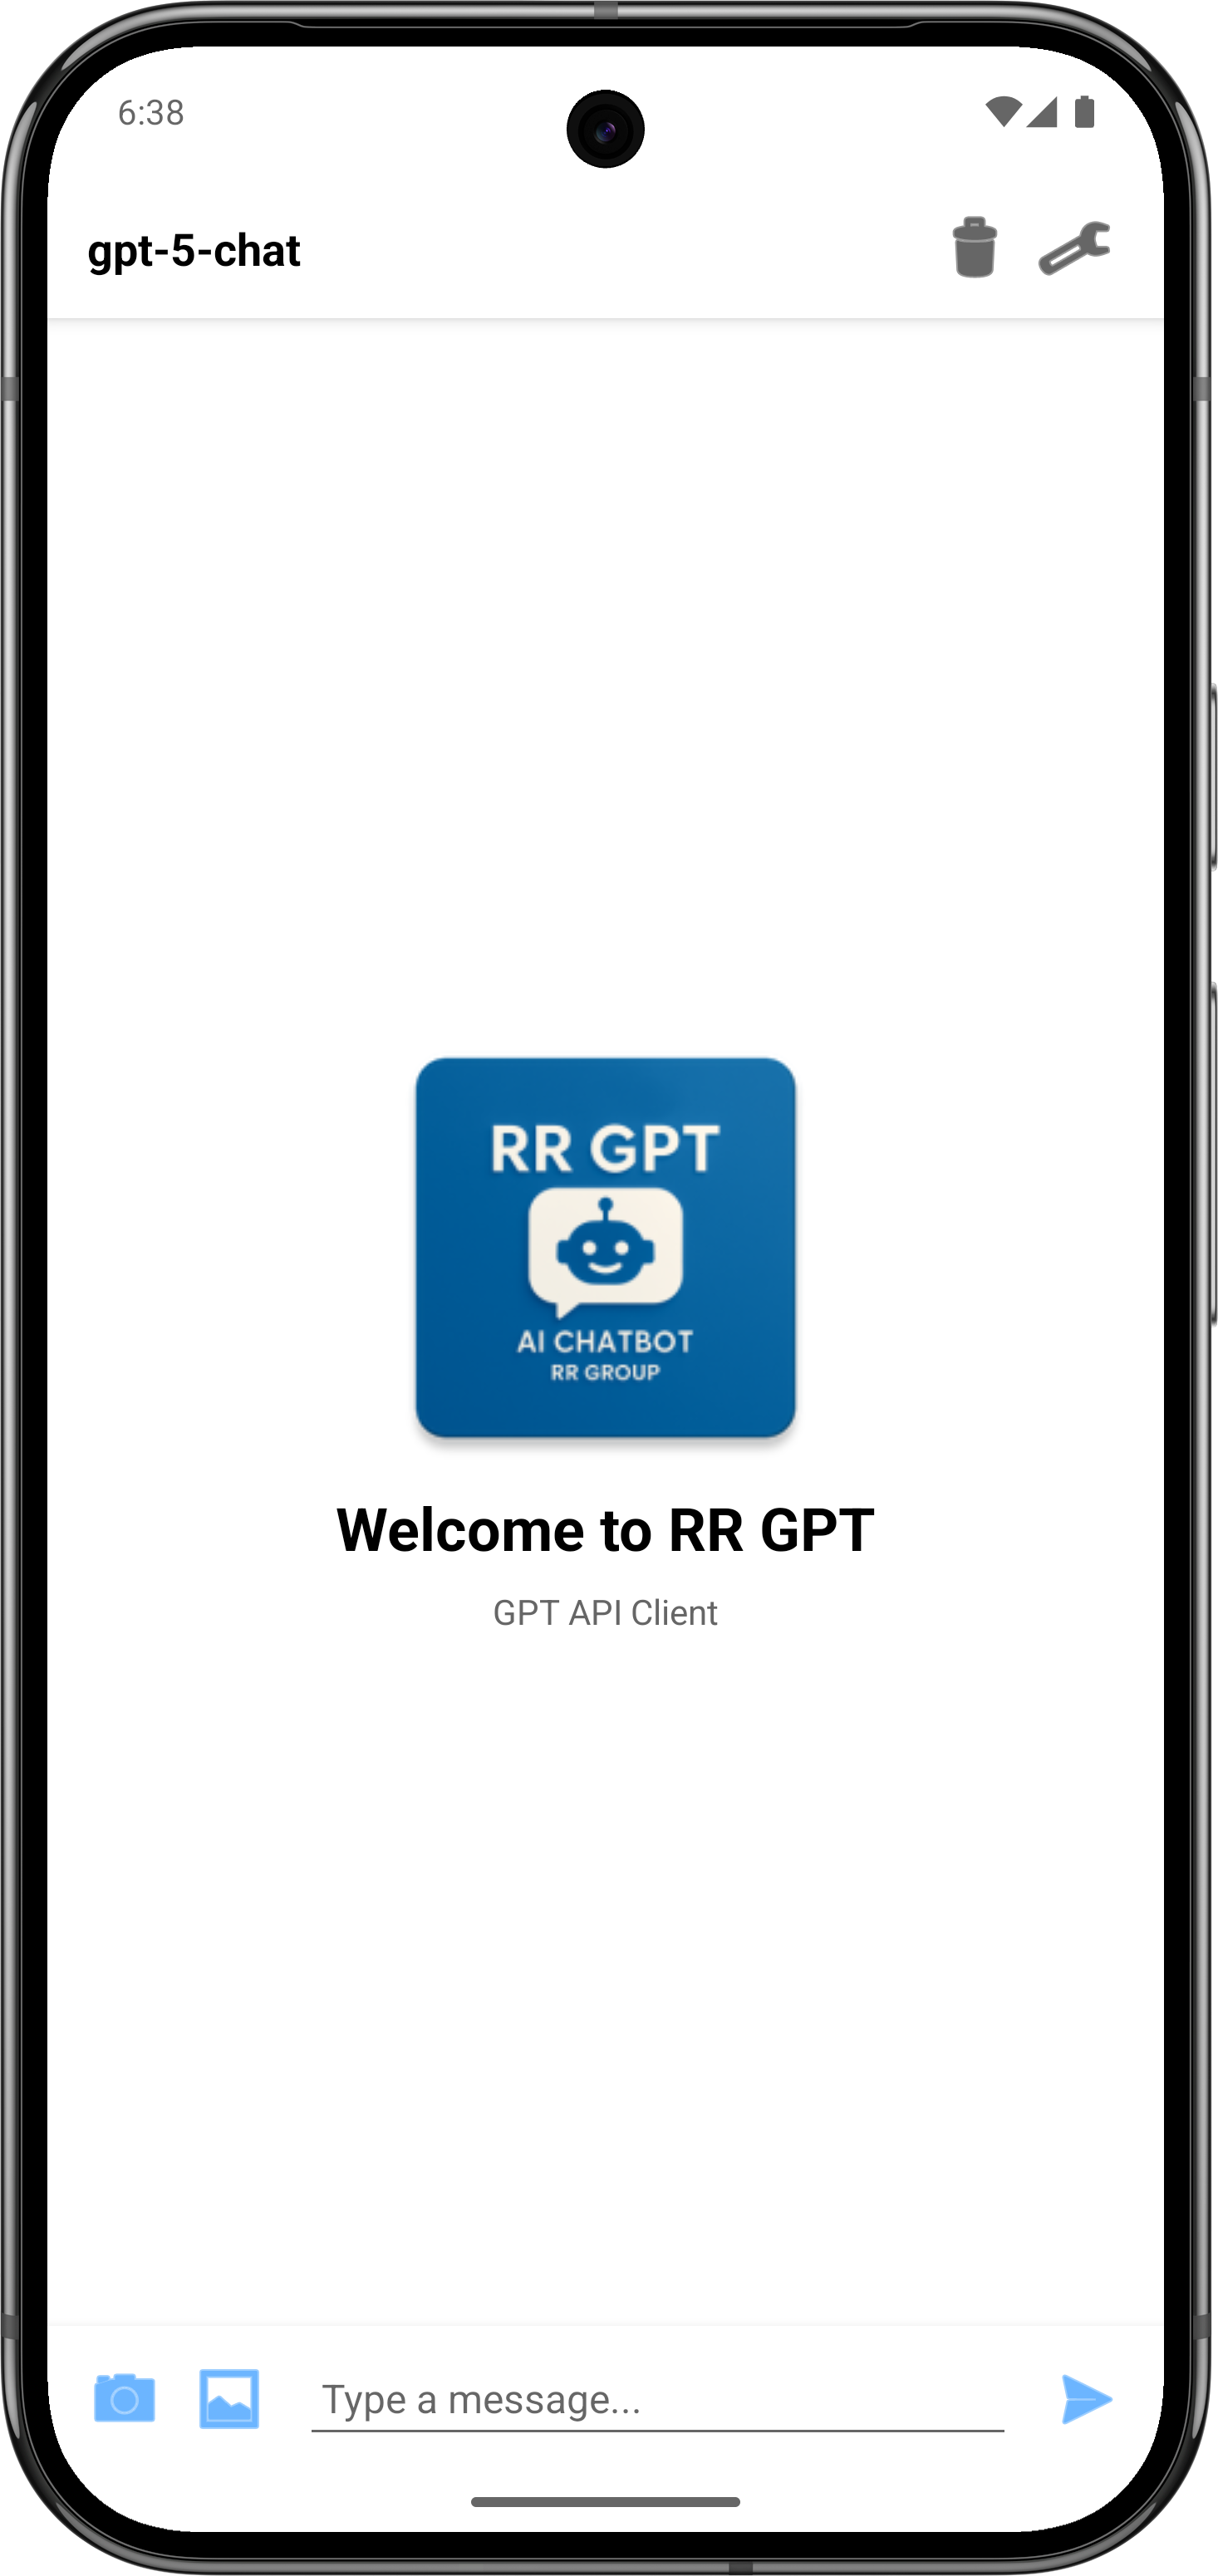 6:38
gpt-5-chat
RR GPT
AI CHATBOT
RR GROUP
Welcome to RR GPT
GPT API Client
Type a message...